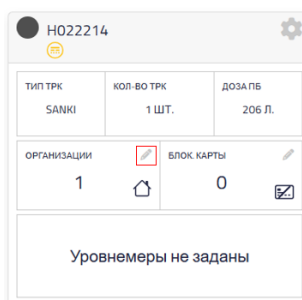 H022214
ТИП ТРК
КОЛ-ВО ТРК
ДОЗА ПБ
SANKI
1 ШТ.
206 Л.
ОРГАНИЗАЦИИ
БЛОК. КАРТЫ
1
0
Уровнемеры не заданы